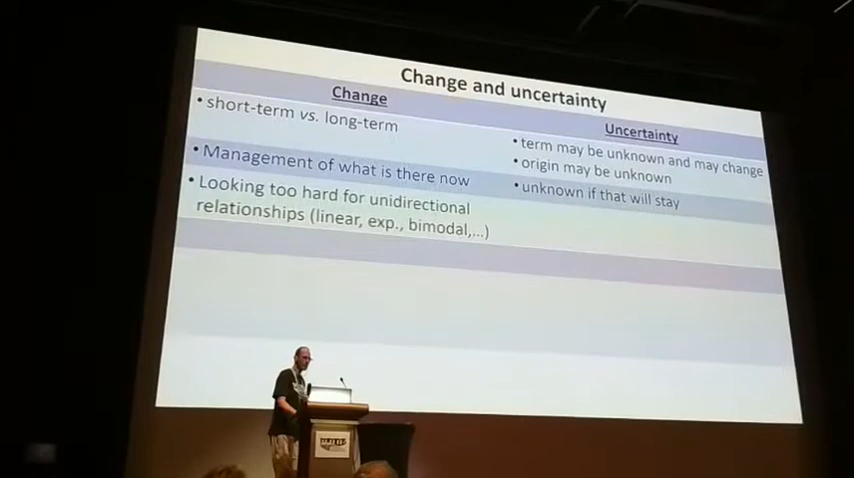 Change and uncertainty
Change
• short-term vs. long-term
• Management of what is there now
• Looking too hard for unidirectional
relationships (linear, exp., bimodal,...)
Uncertainty
• term may be unknown and may change
• origin may be unknown
• unknown if that will stay